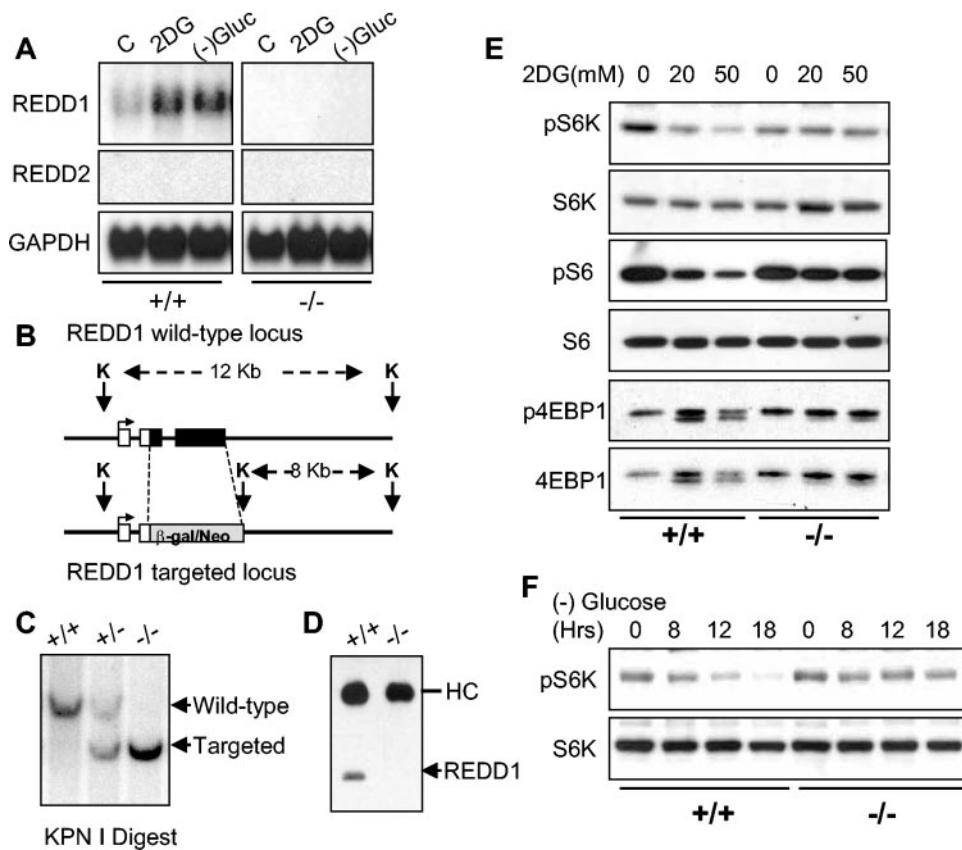 A
C 2DG (-)Gluc C 2DG (-)Gluc
REDD1
REDD2
GAPDH
+/+ -/-
B
REDD1 wild-type locus
K 12 Kb K
K K 8 Kb K
β-gal/Neo
REDD1 targeted locus
C
+/+ +/- -/-
Wild-type
Targeted
KPN I Digest
D
+/+ -/-
HC
REDD1
E
2DG(mM) 0 20 50 0 20 50
pS6K
S6K
pS6
S6
p4EBP1
4EBP1
+/+ -/-
F
(-) Glucose
(Hrs) 0 8 12 18 0 8 12 18
pS6K
S6K
+/+ -/-